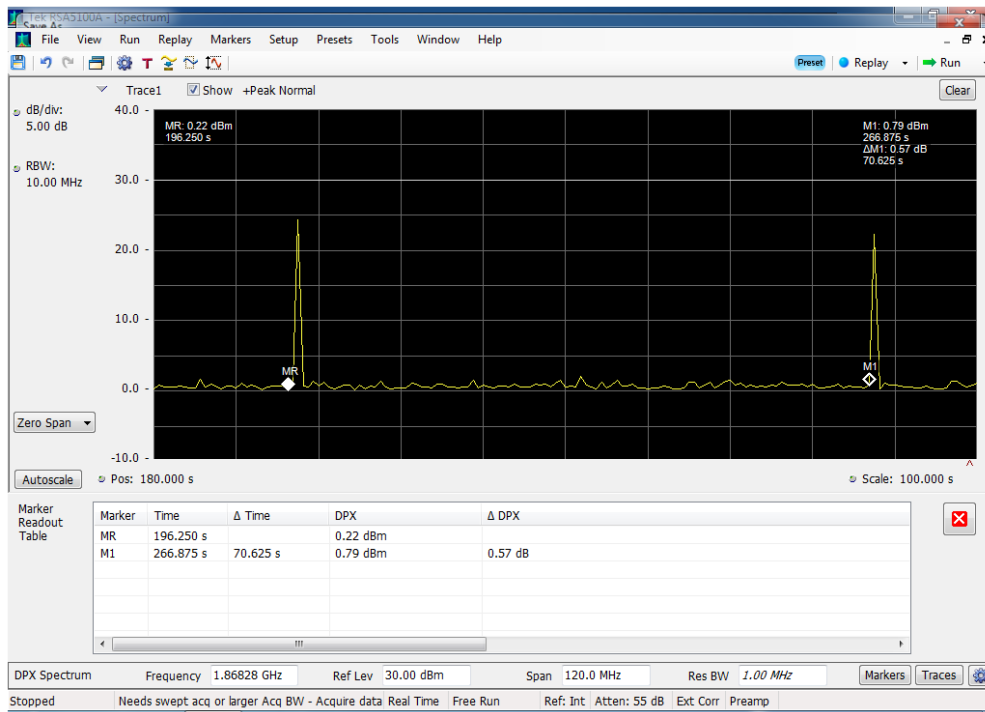 Tek RSA5100A - [Spectrum]
Save As
File View Run Replay Markers Setup Presets Tools Window Help
T Preset Replay Run
Trace1 Show +Peak Normal Clear
dB/div:
5.00 dB
RBW:
10.00 MHz
40.0 -
30.0 -
20.0 -
10.0 -
0.0 -
-10.0 -
MR: 0.22 dBm
196.250 s
M1: 0.79 dBm
266.875 s
ΔM1: 0.57 dB
70.625 s
MR
M1
Zero Span
Autoscale Pos: 180.000 s Scale: 100.000 s
Marker
Readout
Table
Marker Time Δ Time DPX Δ DPX
MR 196.250 s 0.22 dBm
M1 266.875 s 70.625 s 0.79 dBm 0.57 dB
DPX Spectrum Frequency 1.86828 GHz Ref Lev 30.00 dBm Span 120.0 MHz Res BW 1.00 MHz Markers Traces
Stopped Needs swept acq or larger Acq BW - Acquire data Real Time Free Run Ref: Int Atten: 55 dB Ext Corr Preamp